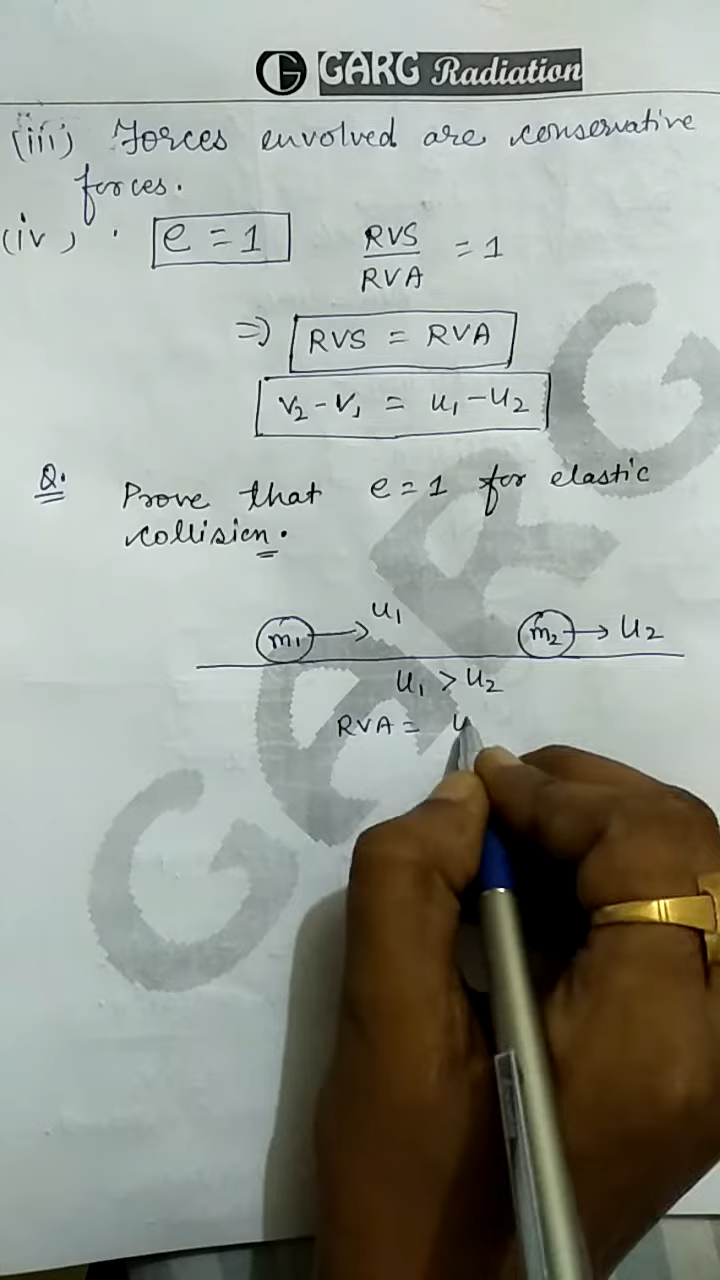 G GARG Radiation
(iii) Forces envolved are conservative
forces.
(iv) . e = 1 RVS/RVA = 1
=> RVS = RVA
V₂ - V₁ = u₁ - u₂
Q. Prove that e = 1 for elastic
collision.
m₁ → u₁ m₂ → u₂
u₁ > u₂
RVA = u
GARG